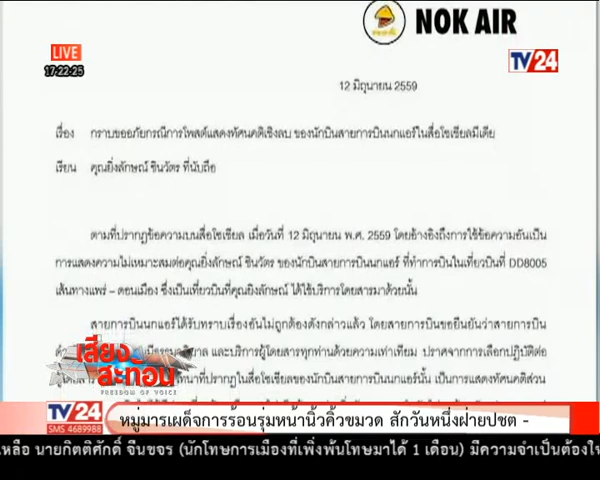 NOK AIR
LIVE
17:22:25
TV24
12 มิถุนายน 2559
เรื่อง กราบขออภัยกรณีการโพสต์แสดงทัศนคติเชิงลบ ของนักบินสายการบินนกแอร์ในสื่อโซเชียลมีเดีย
เรียน คุณยิ่งลักษณ์ ชินวัตร ที่นับถือ
ตามที่ปรากฏข้อความบนสื่อโซเชียล เมื่อวันที่ 12 มิถุนายน พ.ศ. 2559 โดยอ้างอิงถึงการใช้ข้อความอันเป็น
การแสดงความไม่เหมาะสมต่อคุณยิ่งลักษณ์ ชินวัตร ของนักบินสายการบินนกแอร์ ที่ทำการบินในเที่ยวบินที่ DD8005
เส้นทางแพร่ – ดอนเมือง ซึ่งเป็นเที่ยวบินที่คุณยิ่งลักษณ์ ได้ใช้บริการโดยสารมาด้วยนั้น
สายการบินนกแอร์ได้รับทราบเรื่องอันไม่ถูกต้องดังกล่าวแล้ว โดยสายการบินขอยืนยันว่าสายการบิน
และบริการผู้โดยสารทุกท่านด้วยความเท่าเทียม ปราศจากการเลือกปฏิบัติต่อ
ที่ปรากฏในสื่อโซเชียลของนักบินสายการบินนกแอร์นั้น เป็นการแสดงทัศนคติส่วน
เสียงสะท้อน
FREEDOM OF VOICE
TV24
SMS 4689988
หมู่มารเผด็จการร้อนรุ่มหน้านิ้วคิ้วขมวด สักวันหนึ่งฝ่ายปชต -
เหลือ นายกิตติศักดิ์ จีนขจร (นักโทษการเมืองที่เพิ่งพ้นโทษมาได้ 1 เดือน) มีความจำเป็นต้องให้